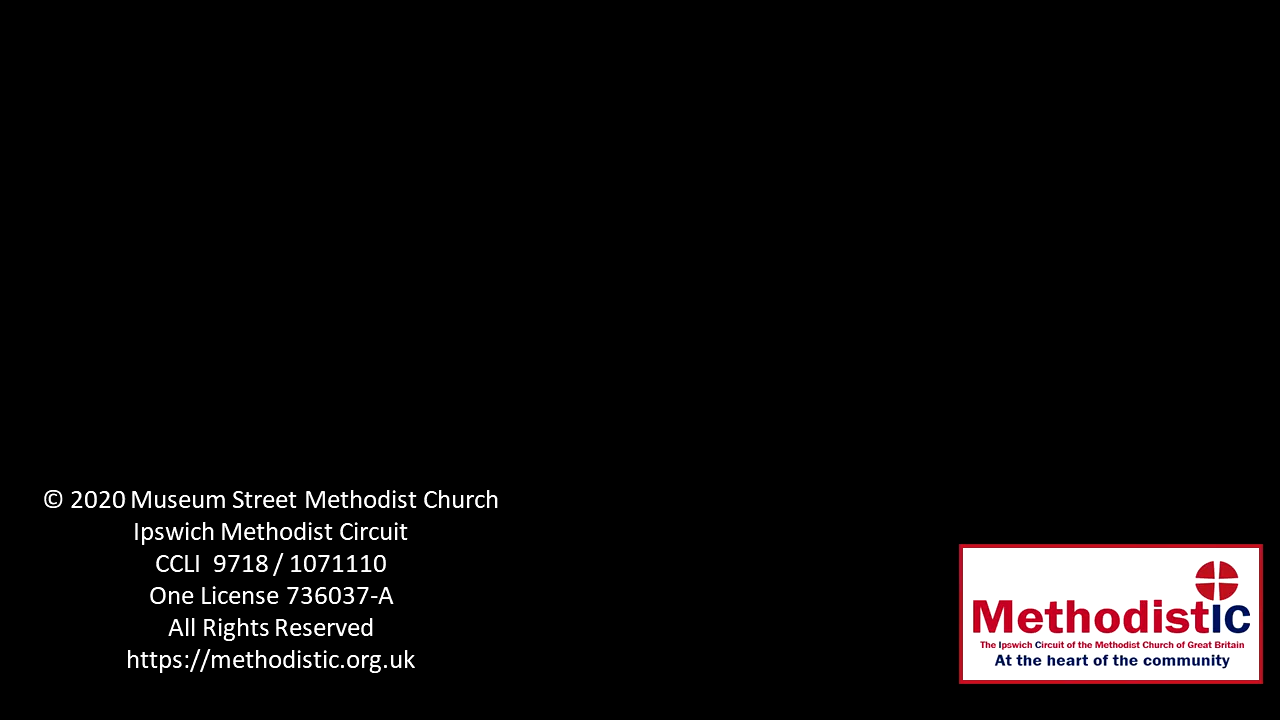 © 2020 Museum Street Methodist Church
Ipswich Methodist Circuit
CCLI  9718 / 1071110
One License 736037-A
All Rights Reserved
https://methodistic.org.uk
MethodistIC
The Ipswich Circuit of the Methodist Church of Great Britain
At the heart of the community